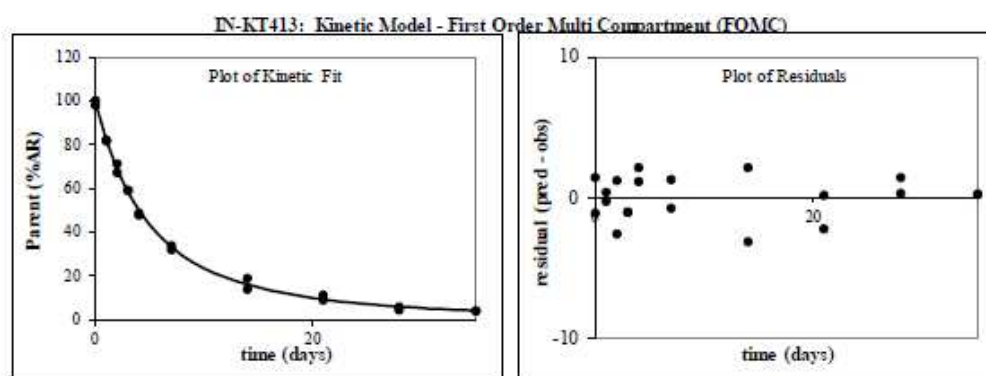 IN-KT413: Kinetic Model - First Order Multi Compartment (FOMC)
Plot of Kinetic Fit
Parent (%AR)
120
100
80
60
40
20
0
0
20
time (days)
Plot of Residuals
residual (pred - obs)
10
0
-10
20
time (days)